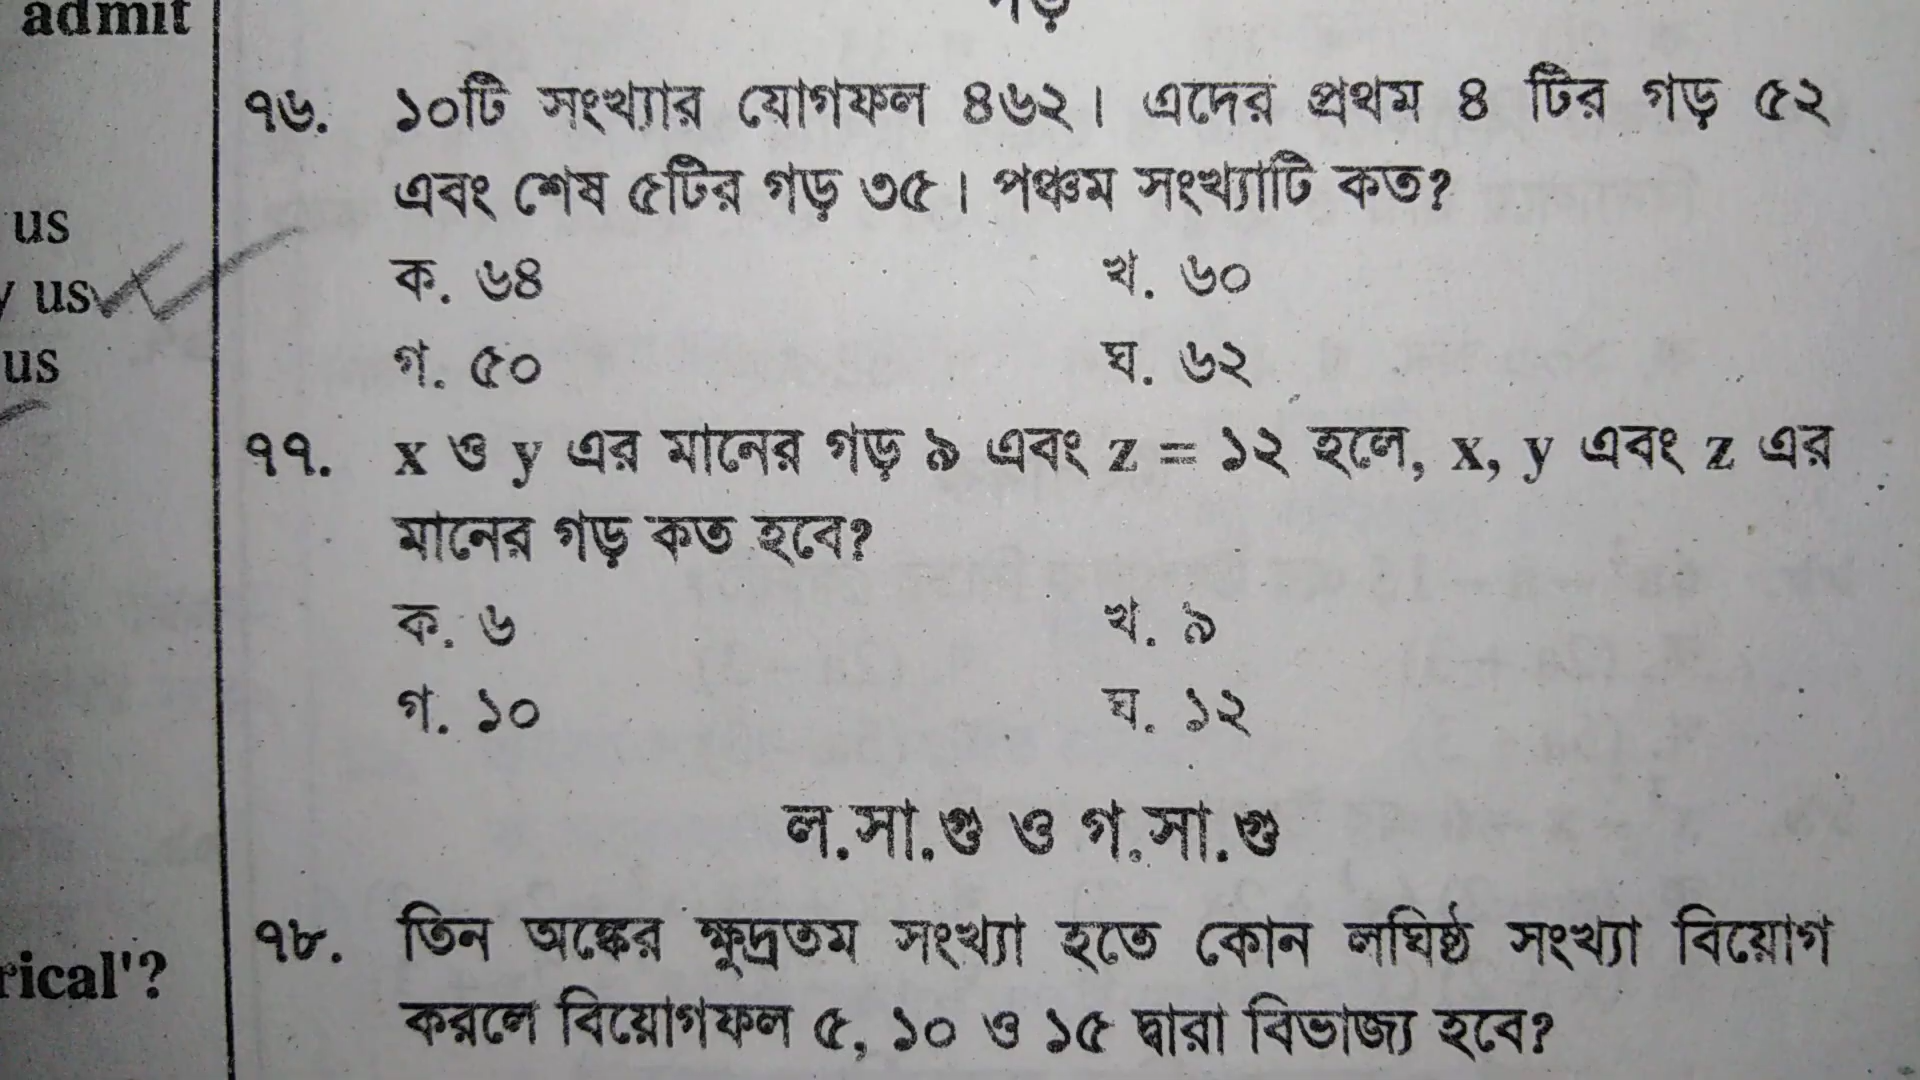 admit
us
y us
us
rical'?
গড়
৭৬. ১০টি সংখ্যার যোগফল ৪৬২। এদের প্রথম ৪ টির গড় ৫২
এবং শেষ ৫টির গড় ৩৫। পঞ্চম সংখ্যাটি কত?
ক. ৬৪ খ. ৬০
গ. ৫০ ঘ. ৬২
৭৭. x ও y এর মানের গড় ৯ এবং z = ১২ হলে, x, y এবং z এর
মানের গড় কত হবে?
ক. ৬ খ. ৯
গ. ১০ ঘ. ১২
ল.সা.গু ও গ.সা.গু
৭৮. তিন অঙ্কের ক্ষুদ্রতম সংখ্যা হতে কোন লঘিষ্ঠ সংখ্যা বিয়োগ
করলে বিয়োগফল ৫, ১০ ও ১৫ দ্বারা বিভাজ্য হবে?